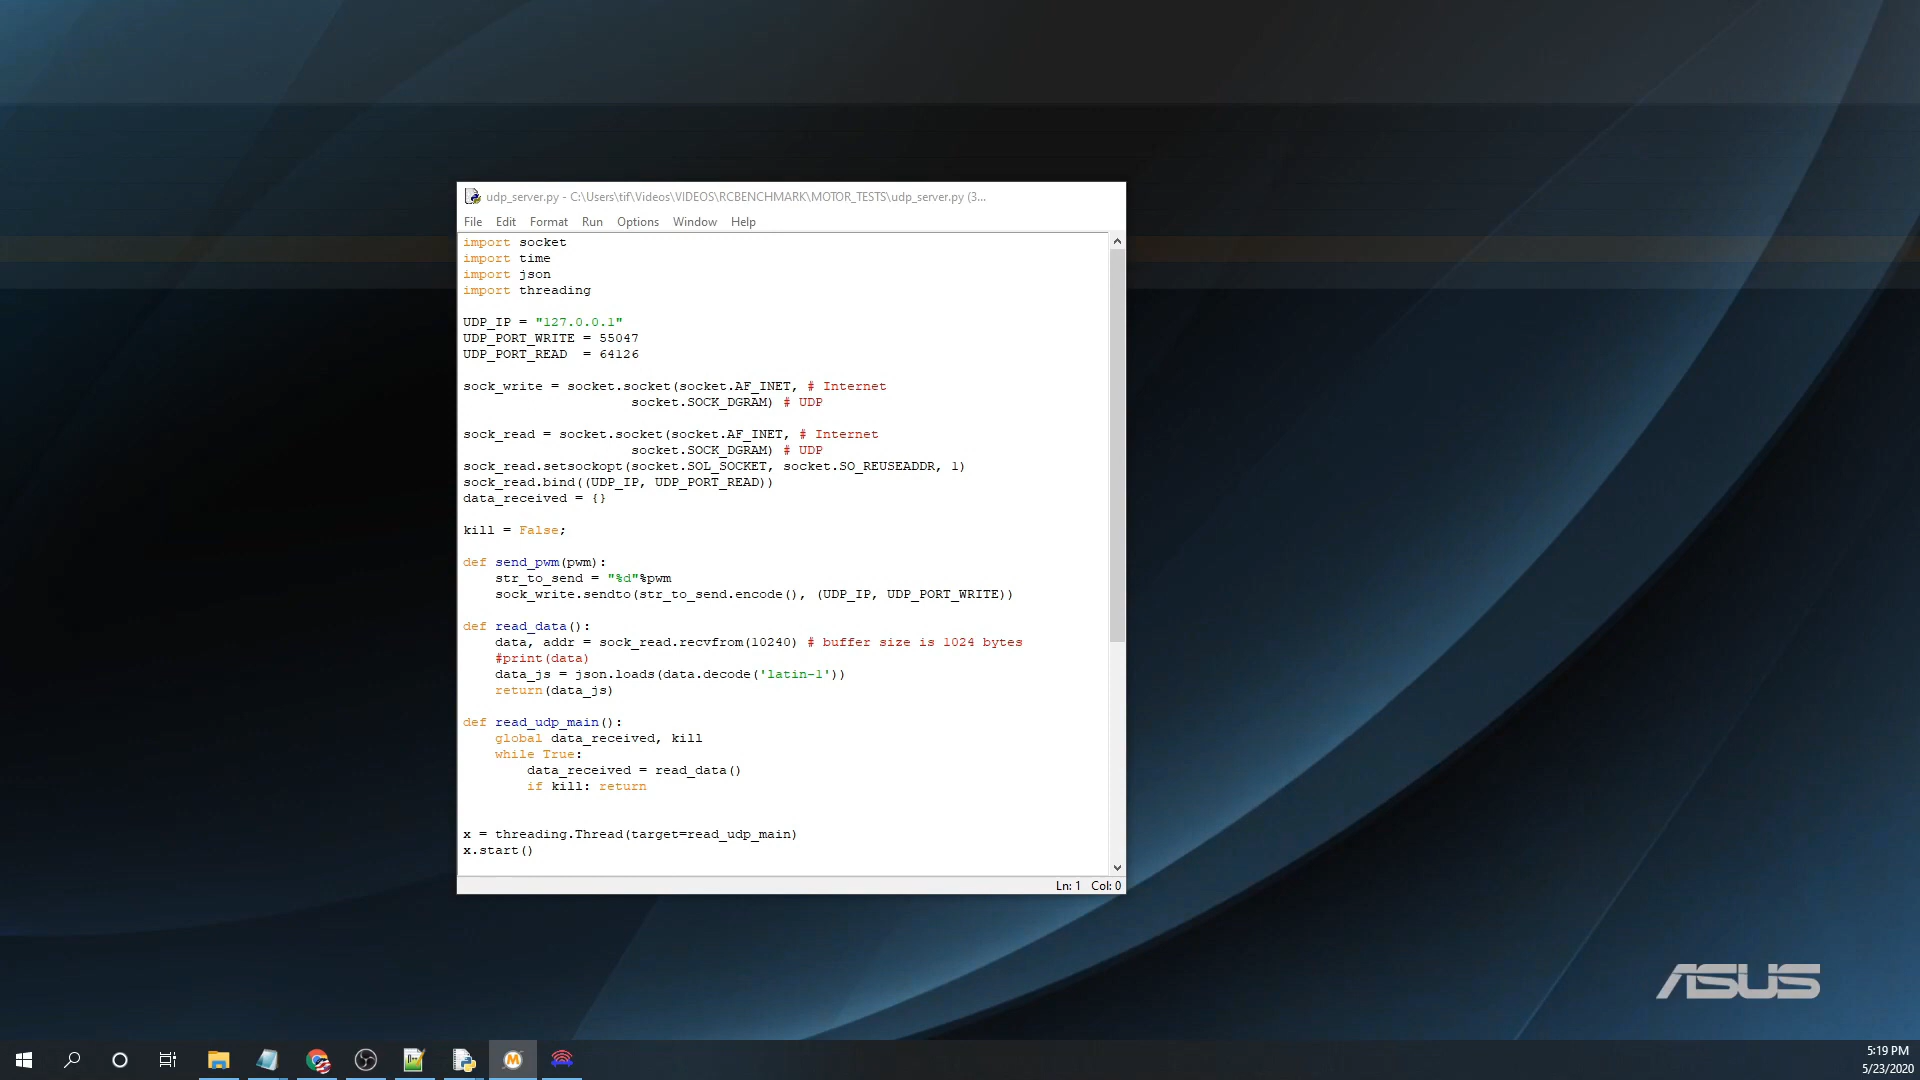 udp_server.py - C:\Users\tif\Videos\VIDEOS\RCBENCHMARK\MOTOR_TESTS\udp_server.py (3...
File Edit Format Run Options Window Help
import socket
import time
import json
import threading
UDP_IP = "127.0.0.1"
UDP_PORT_WRITE = 55047
UDP_PORT_READ  = 64126
sock_write = socket.socket(socket.AF_INET, # Internet
                     socket.SOCK_DGRAM) # UDP
sock_read = socket.socket(socket.AF_INET, # Internet
                     socket.SOCK_DGRAM) # UDP
sock_read.setsockopt(socket.SOL_SOCKET, socket.SO_REUSEADDR, 1)
sock_read.bind((UDP_IP, UDP_PORT_READ))
data_received = {}
kill = False;
def send_pwm(pwm):
    str_to_send = "%d"%pwm
    sock_write.sendto(str_to_send.encode(), (UDP_IP, UDP_PORT_WRITE))
def read_data():
    data, addr = sock_read.recvfrom(10240) # buffer size is 1024 bytes
    #print(data)
    data_js = json.loads(data.decode('latin-1'))
    return(data_js)
def read_udp_main():
    global data_received, kill
    while True:
        data_received = read_data()
        if kill: return
x = threading.Thread(target=read_udp_main)
x.start()
Ln: 1 Col: 0
ASUS
5:19 PM
5/23/2020